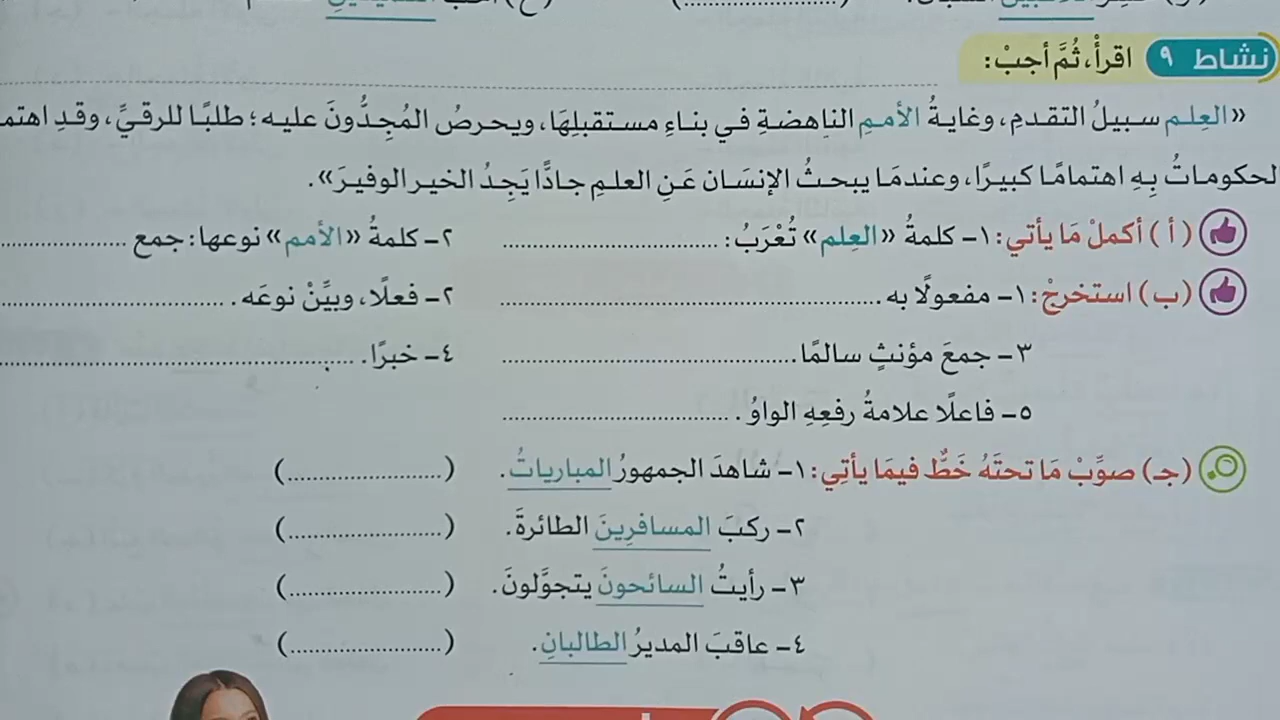 نشاط ٩ اقرأْ، ثُمَّ أجبْ:
«العِلـم سبيلُ التقدمِ، وغايةُ الأممِ الناهضةِ في بناءِ مستقبلِهَا، ويحرصُ المُجِدُّونَ عليه؛ طلبًا للرقيِّ، وقدِ اهتم
لحكوماتُ بِهِ اهتمامًا كبيرًا، وعندمَا يبحثُ الإنسَان عَنِ العلمِ جادًّا يَجِدُ الخير الوفيرَ».
(أ) أكملْ مَا يأتي: ١- كلمةُ «العِلم» تُعْرَبُ: ............ ٢- كلمةُ «الأمم» نوعها: جمع ............
(ب) استخرجْ: ١- مفعولًا به. ............ ٢- فعلًا، وبيِّنْ نوعَه. ............
٣- جمعَ مؤنثٍ سالمًا. ............ ٤- خبرًا. ............
٥- فاعلًا علامةُ رفعِهِ الواوُ. ............
(جـ) صوِّبْ مَا تحتَهُ خَطٌّ فيمَا يأتِي: ١- شاهدَ الجمهورُ المبارياتُ. (............)
٢- ركبَ المسافرِينَ الطائرةَ. (............)
٣- رأيتُ السائحونَ يتجوَّلونَ. (............)
٤- عاقبَ المديرُ الطالبانِ. (............)